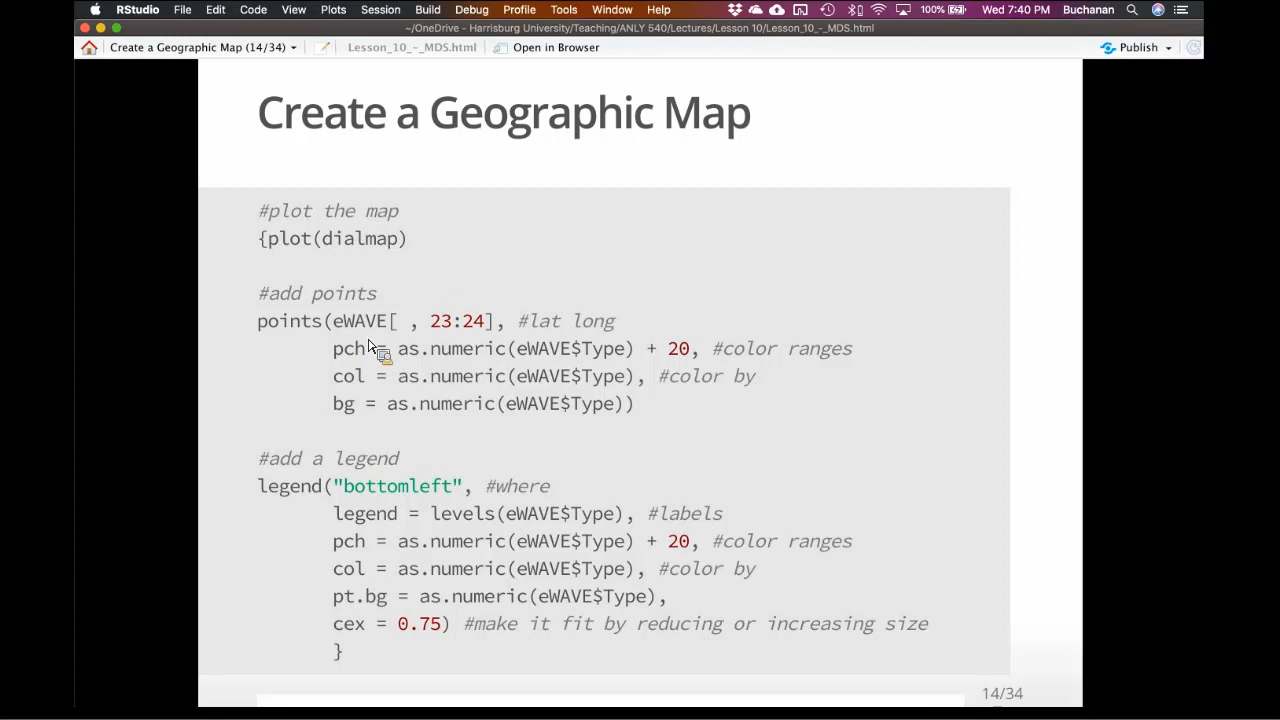 RStudio File Edit Code View Plots Session Build Debug Profile Tools Window Help 100% Wed 7:40 PM Buchanan
~/OneDrive - Harrisburg University/Teaching/ANLY 540/Lectures/Lesson 10/Lesson_10_-_MDS.html
Create a Geographic Map (14/34) Lesson_10_-_MDS.html Open in Browser Publish
Create a Geographic Map
#plot the map
{plot(dialmap)
#add points
points(eWAVE[ , 23:24], #lat long
pch = as.numeric(eWAVE$Type) + 20, #color ranges
col = as.numeric(eWAVE$Type), #color by
bg = as.numeric(eWAVE$Type))
#add a legend
legend("bottomleft", #where
legend = levels(eWAVE$Type), #labels
pch = as.numeric(eWAVE$Type) + 20, #color ranges
col = as.numeric(eWAVE$Type), #color by
pt.bg = as.numeric(eWAVE$Type),
cex = 0.75) #make it fit by reducing or increasing size
}
14/34